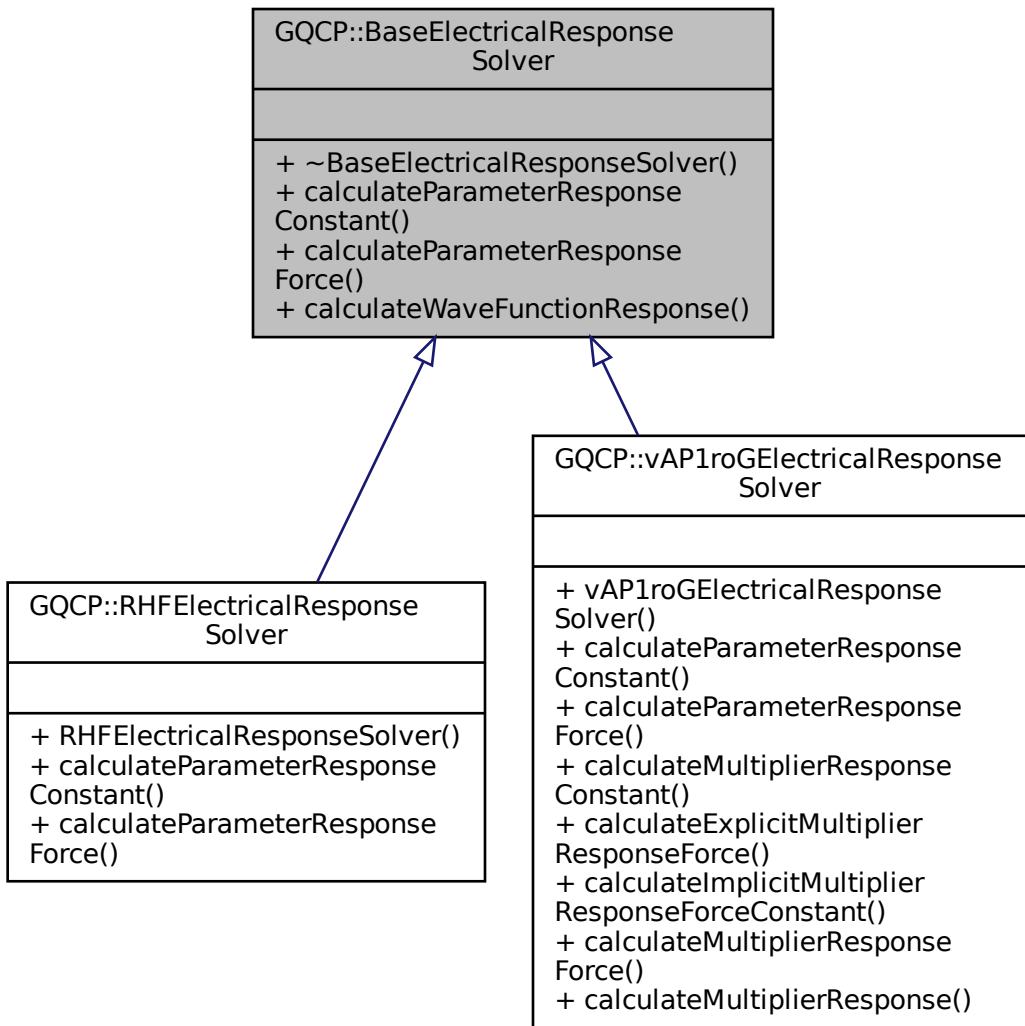 GQCP::BaseElectricalResponse
Solver
+ ~BaseElectricalResponseSolver()
+ calculateParameterResponse
Constant()
+ calculateParameterResponse
Force()
+ calculateWaveFunctionResponse()
GQCP::RHFElectricalResponse
Solver
+ RHFElectricalResponseSolver()
+ calculateParameterResponse
Constant()
+ calculateParameterResponse
Force()
GQCP::vAP1roGElectricalResponse
Solver
+ vAP1roGElectricalResponse
Solver()
+ calculateParameterResponse
Constant()
+ calculateParameterResponse
Force()
+ calculateMultiplierResponse
Constant()
+ calculateExplicitMultiplier
ResponseForce()
+ calculateImplicitMultiplier
ResponseForceConstant()
+ calculateMultiplierResponse
Force()
+ calculateMultiplierResponse()